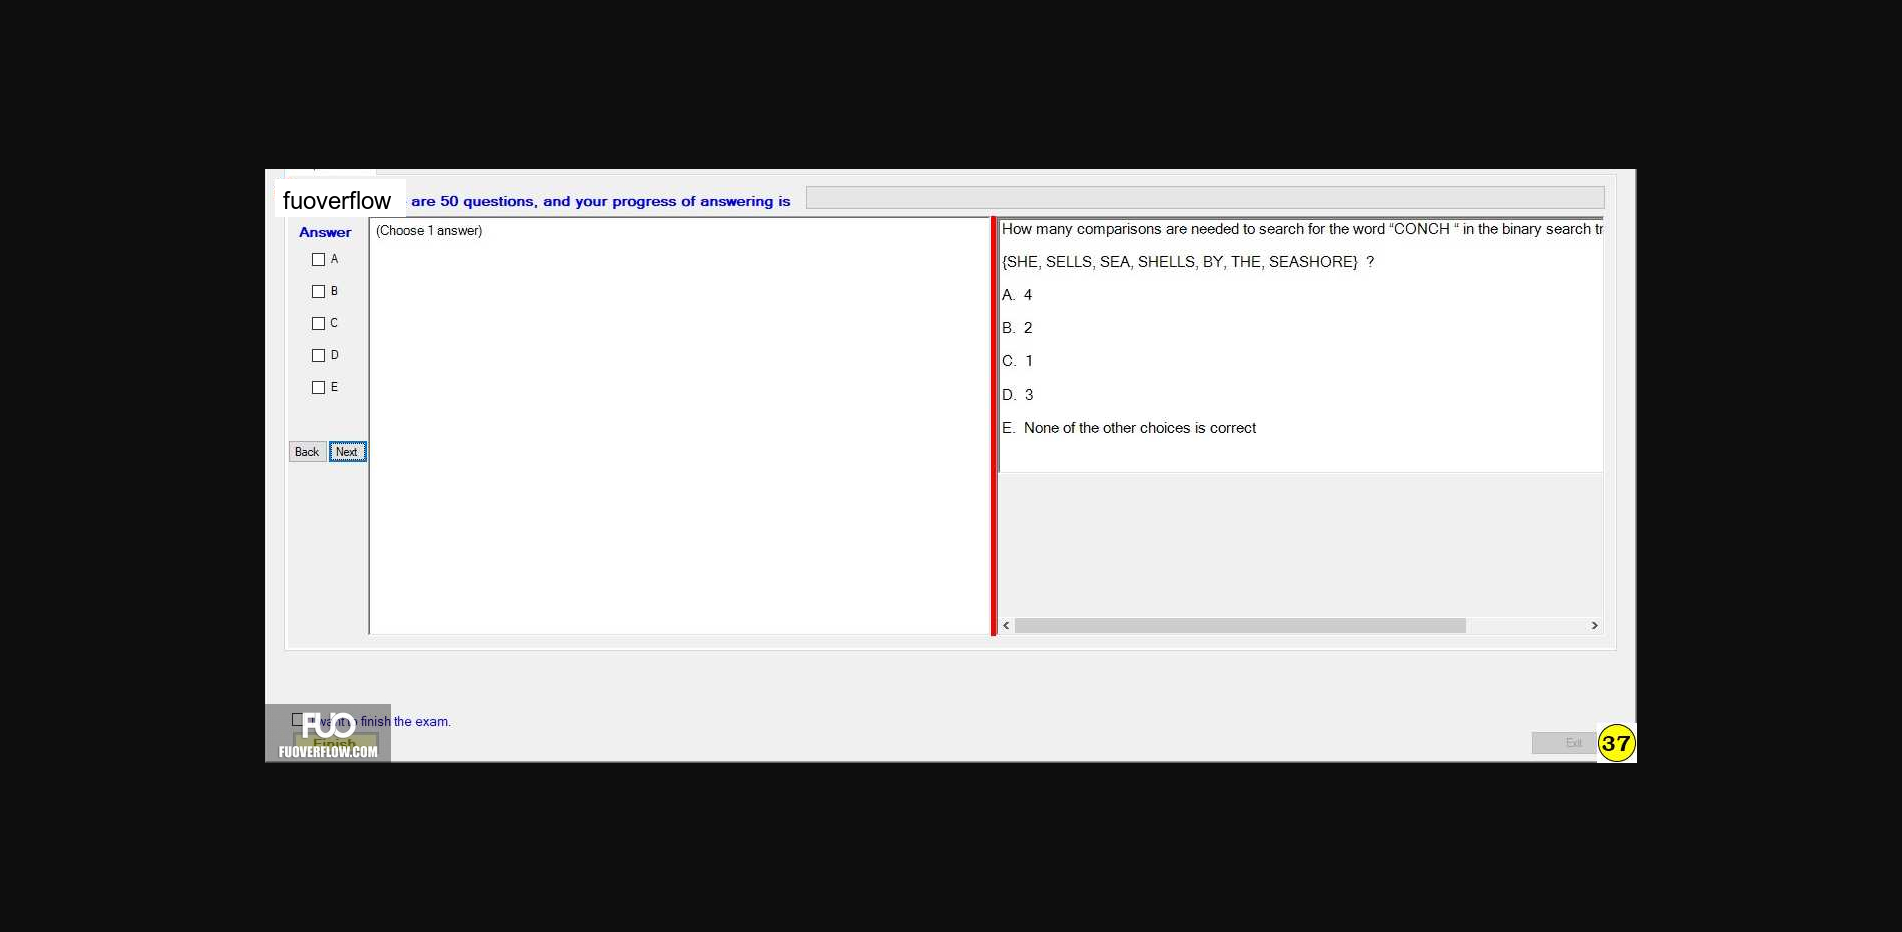 fuoverflow are 50 questions, and your progress of answering is
Answer
A
B
C
D
E
Back Next
(Choose 1 answer)
How many comparisons are needed to search for the word “CONCH “ in the binary search tr
{SHE, SELLS, SEA, SHELLS, BY, THE, SEASHORE} ?
A. 4
B. 2
C. 1
D. 3
E. None of the other choices is correct
I want to finish the exam.
Finish
FUO
FUOVERFLOW.COM
Exit
37